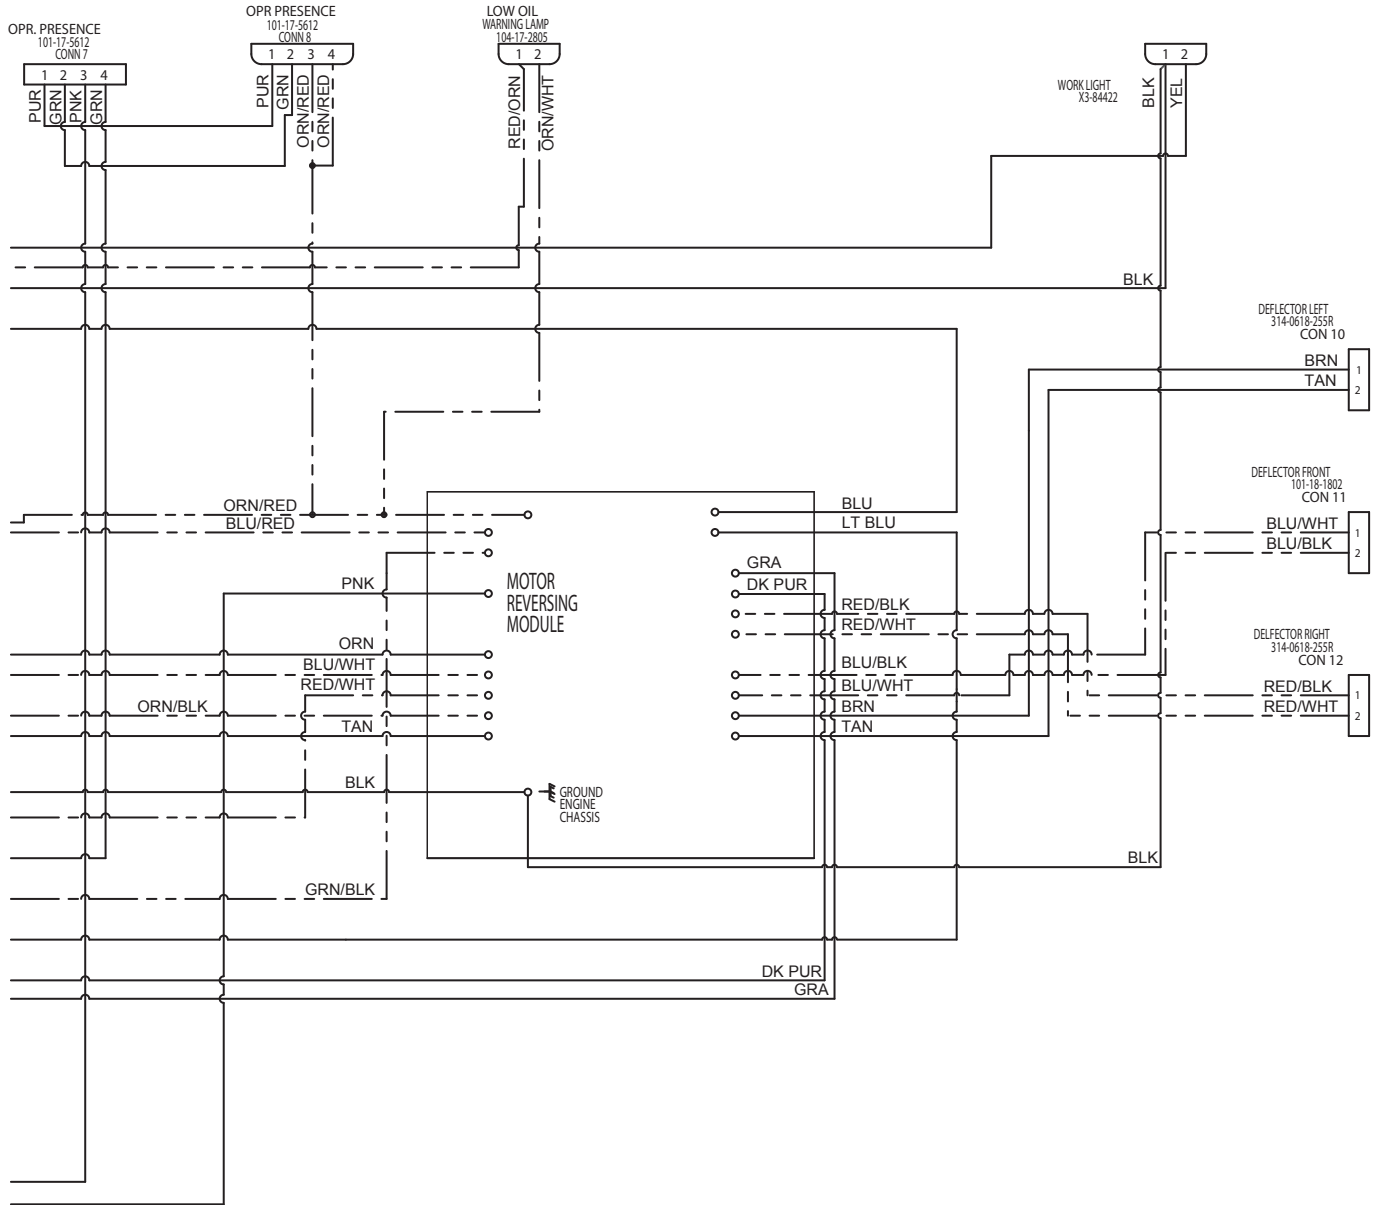 OPR. PRESENCE
101-17-5612
CONN 7
1 2 3 4
PUR
GRN
PNK
GRN
OPR PRESENCE
101-17-5612
CONN 8
1 2 3 4
PUR
GRN
ORN/RED
ORN/RED
LOW OIL
WARNING LAMP
104-17-2805
1 2
RED/ORN
ORN/WHT
WORK LIGHT
X3-84422
1 2
BLK
YEL
BLK
DEFLECTOR LEFT
314-0618-255R
CON 10
BRN 1
TAN 2
DEFLECTOR FRONT
101-18-1802
CON 11
BLU/WHT 1
BLU/BLK 2
DELFECTOR RIGHT
314-0618-255R
CON 12
RED/BLK 1
RED/WHT 2
ORN/RED
BLU/RED
PNK
ORN
BLU/WHT
RED/WHT
ORN/BLK
TAN
BLK
GRN/BLK
MOTOR
REVERSING
MODULE
GROUND
ENGINE
CHASSIS
BLU
LT BLU
GRA
DK PUR
RED/BLK
RED/WHT
BLU/BLK
BLU/WHT
BRN
TAN
BLK
DK PUR
GRA